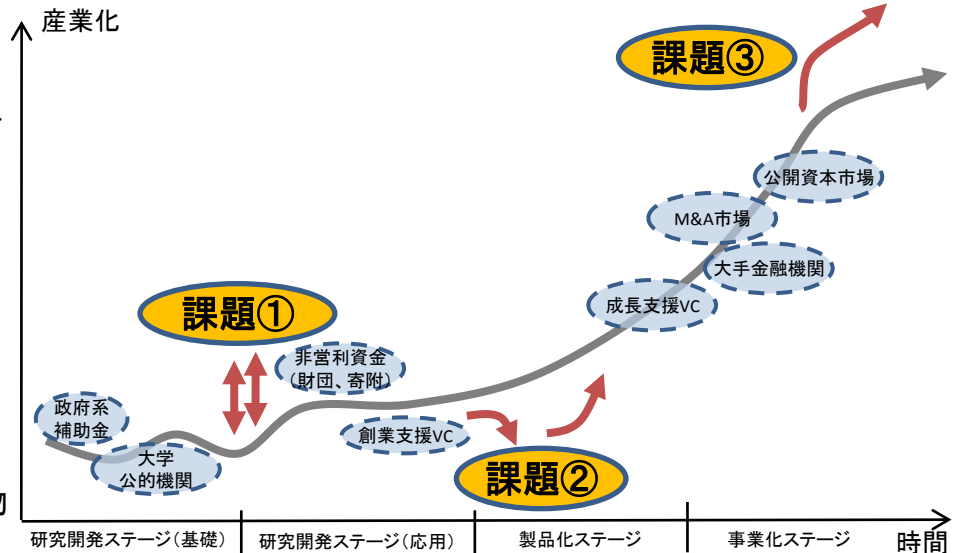 産業化
課題③
公開資本市場
M&A市場
大手金融機関
成長支援VC
課題①
非営利資金
(財団、寄附)
政府系
補助金
創業支援VC
大学
公的機関
課題②
研究開発ステージ(基礎)
研究開発ステージ(応用)
製品化ステージ
事業化ステージ
時間